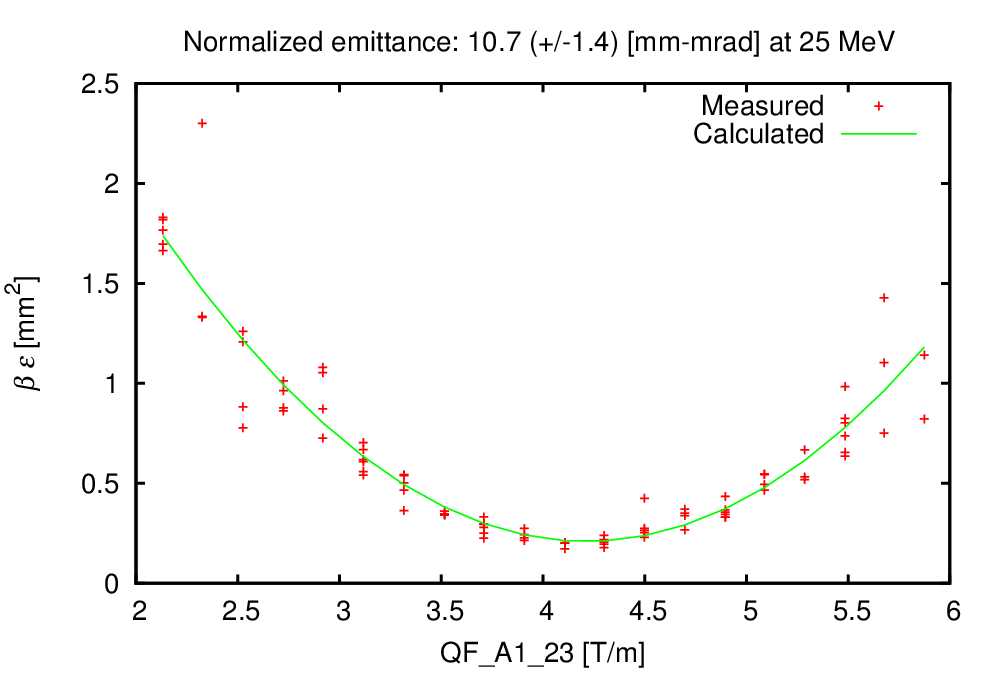 Normalized emittance: 10.7 (+/-1.4) [mm-mrad] at 25 MeV
2.5
2
1.5
1
0.5
0
β ε [mm²]
Measured
Calculated
2 2.5 3 3.5 4 4.5 5 5.5 6
QF_A1_23 [T/m]